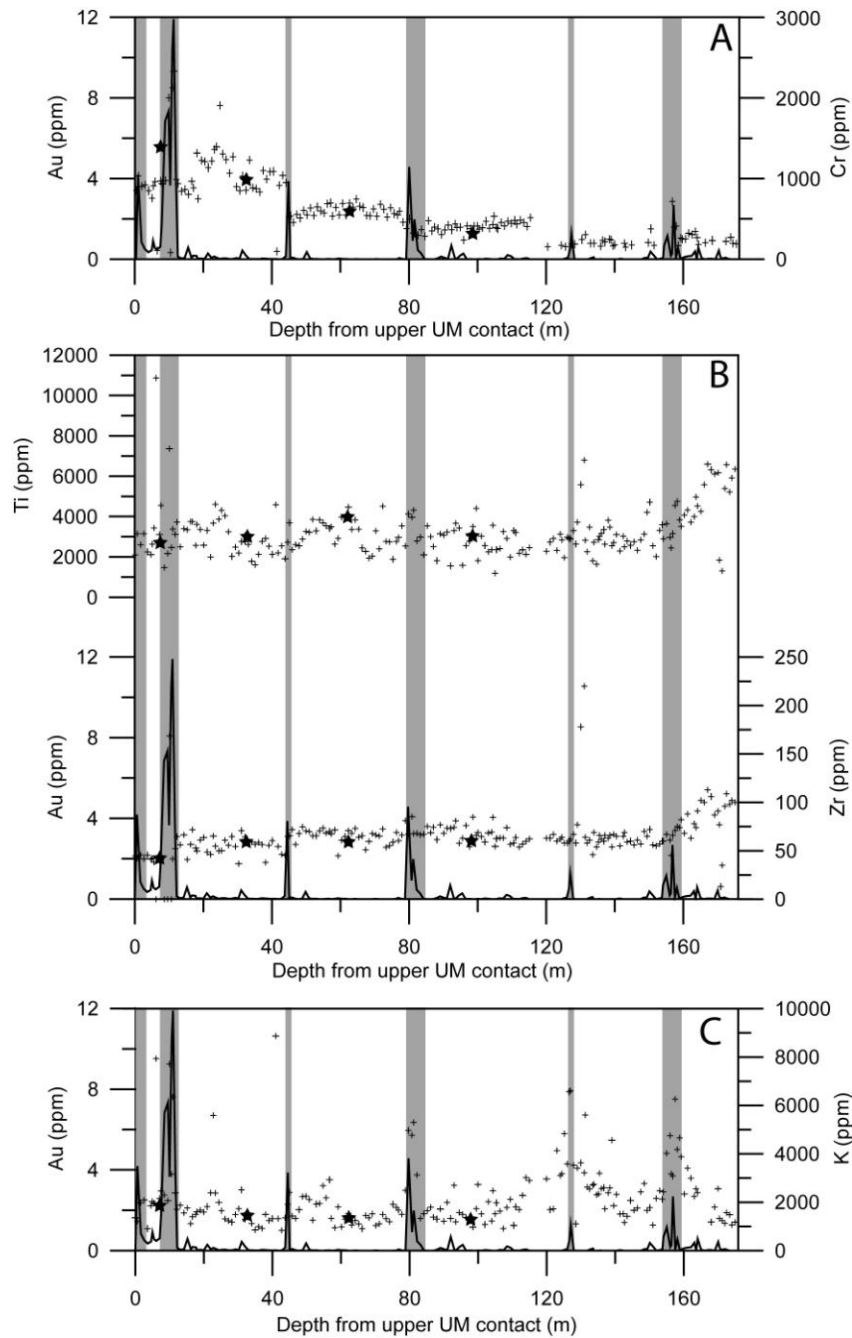 A
12
8
4
0
Au (ppm)
3000
2000
1000
0
Cr (ppm)
0 40 80 120 160
Depth from upper UM contact (m)
B
12000
10000
8000
6000
4000
2000
0
Ti (ppm)
12
8
4
0
Au (ppm)
250
200
150
100
50
0
Zr (ppm)
0 40 80 120 160
Depth from upper UM contact (m)
C
12
8
4
0
Au (ppm)
10000
8000
6000
4000
2000
0
K (ppm)
0 40 80 120 160
Depth from upper UM contact (m)